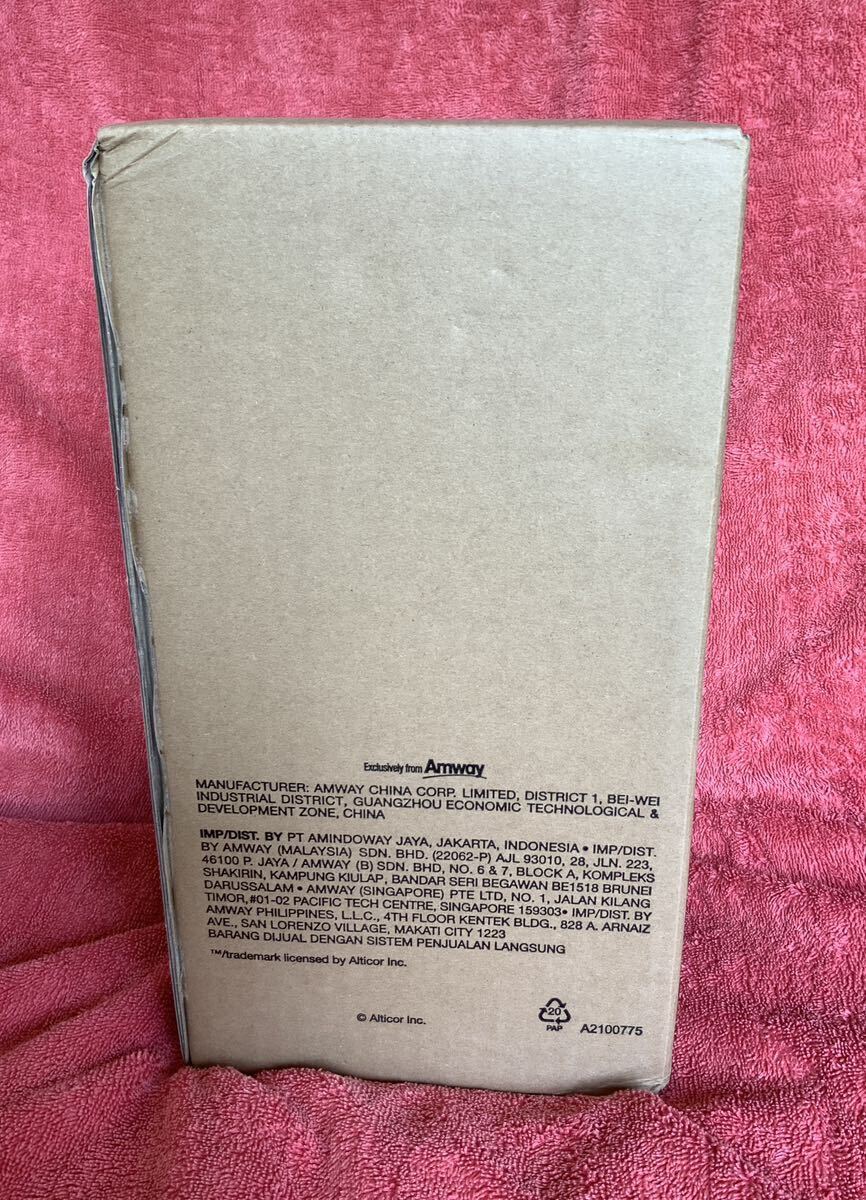 Exclusively from Amway
MANUFACTURER: AMWAY CHINA CORP. LIMITED, DISTRICT 1, BEI-WEI
INDUSTRIAL DISTRICT, GUANGZHOU ECONOMIC TECHNOLOGICAL &
DEVELOPMENT ZONE, CHINA
IMP/DIST. BY PT AMINDOWAY JAYA, JAKARTA, INDONESIA • IMP/DIST.
BY AMWAY (MALAYSIA) SDN. BHD. (22062-P) AJL 93010, 28, JLN. 223,
46100 P. JAYA / AMWAY (B) SDN. BHD, NO. 6 & 7, BLOCK A, KOMPLEKS
SHAKIRIN, KAMPUNG KIULAP, BANDAR SERI BEGAWAN BE1518 BRUNEI
DARUSSALAM • AMWAY (SINGAPORE) PTE LTD, NO. 1, JALAN KILANG
TIMOR,#01-02 PACIFIC TECH CENTRE, SINGAPORE 159303• IMP/DIST. BY
AMWAY PHILIPPINES, L.L.C., 4TH FLOOR KENTEK BLDG., 828 A. ARNAIZ
AVE., SAN LORENZO VILLAGE, MAKATI CITY 1223
BARANG DIJUAL DENGAN SISTEM PENJUALAN LANGSUNG
™/trademark licensed by Alticor Inc.
© Alticor Inc.
20
PAP
A2100775